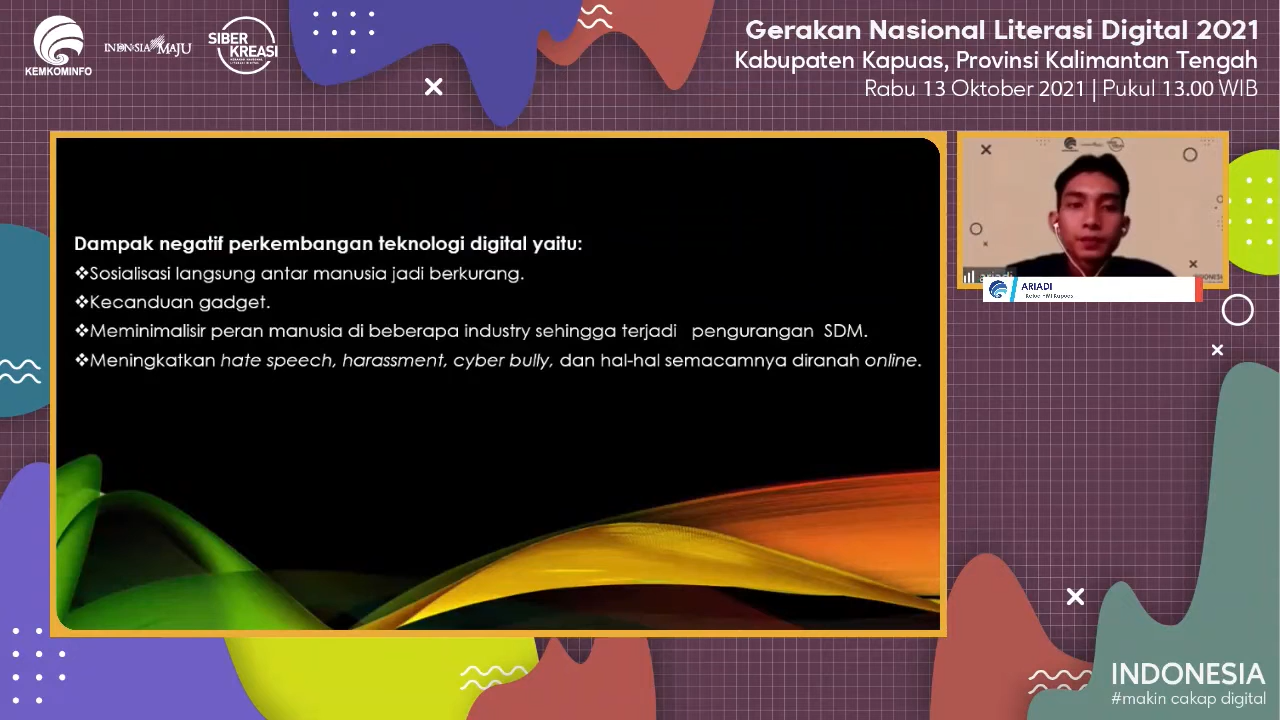 KEMKOMINFO
INDONESIA MAJU
SIBER KREASI
Gerakan Nasional Literasi Digital 2021
Kabupaten Kapuas, Provinsi Kalimantan Tengah
Rabu 13 Oktober 2021 | Pukul 13.00 WIB
Dampak negatif perkembangan teknologi digital yaitu:
❖Sosialisasi langsung antar manusia jadi berkurang.
❖Kecanduan gadget.
❖Meminimalisir peran manusia di beberapa industry sehingga terjadi pengurangan SDM.
❖Meningkatkan hate speech, harassment, cyber bully, dan hal-hal semacamnya diranah online.
ariadi
ARIADI
Kapuas
INDONESIA
#makin cakap digital